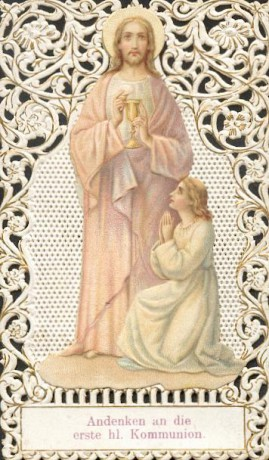 Andenken an die
erste hl. Kommunion.